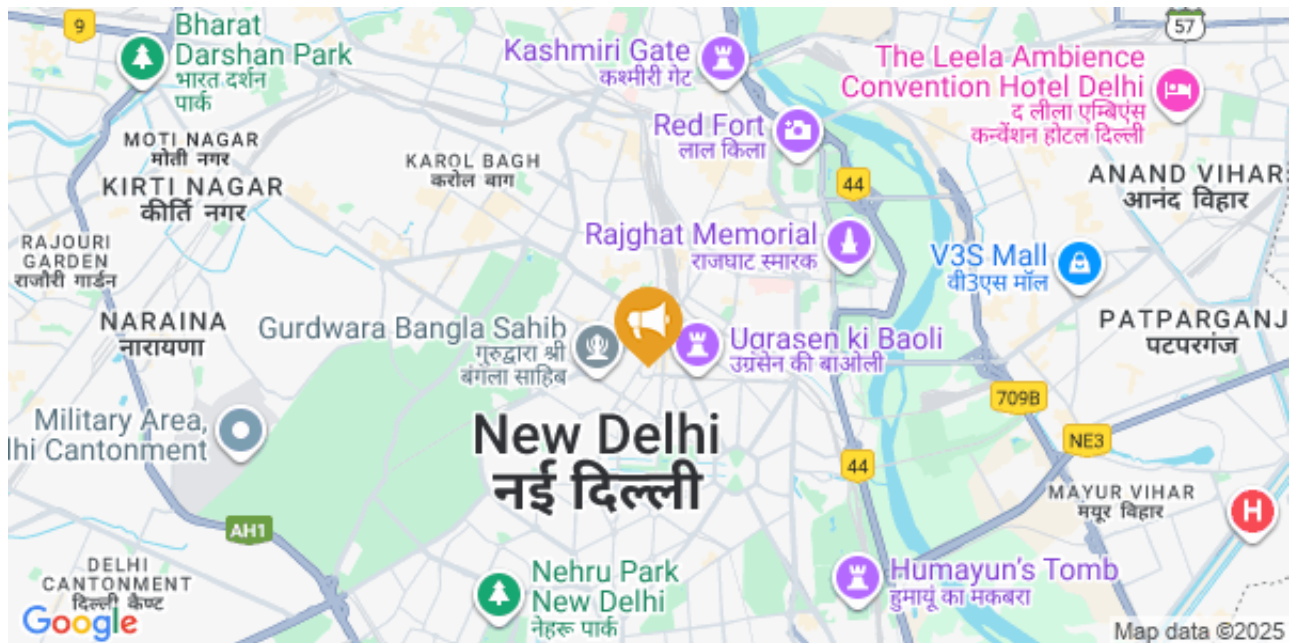 9
Bharat
Darshan Park
भारत दर्शन
पार्क
Kashmiri Gate
कश्मीरी गेट
57
The Leela Ambience
Convention Hotel Delhi
द लीला एम्बिएंस
कन्वेंशन होटल दिल्ली
MOTI NAGAR
मोती नगर
Red Fort
लाल किला
KAROL BAGH
करोल बाग
KIRTI NAGAR
कीर्ति नगर
44
ANAND VIHAR
आनंद विहार
RAJOURI
GARDEN
राजौरी गार्डन
Rajghat Memorial
राजघाट स्मारक
V3S Mall
वी3एस मॉल
NARAINA
नारायणा
Gurdwara Bangla Sahib
गुरुद्वारा श्री
बंगला साहिब
Ugrasen ki Baoli
उग्रसेन की बाओली
PATPARGANJ
पटपरगंज
709B
Military Area,
lhi Cantonment
New Delhi
नई दिल्ली
NE3
44
MAYUR VIHAR
मयूर विहार
H
AH1
DELHI
CANTONMENT
दिल्ली कैण्ट
Nehru Park
New Delhi
नेहरू पार्क
Humayun's Tomb
हुमायूं का मकबरा
Google
Map data ©2025